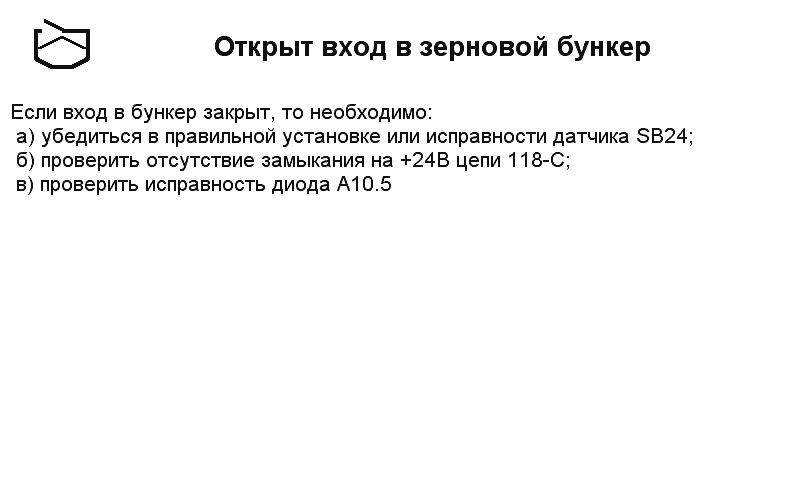 Открыт вход в зерновой бункер
Если вход в бункер закрыт, то необходимо:
а) убедиться в правильной установке или исправности датчика SB24;
б) проверить отсутствие замыкания на +24В цепи 118-С;
в) проверить исправность диода А10.5